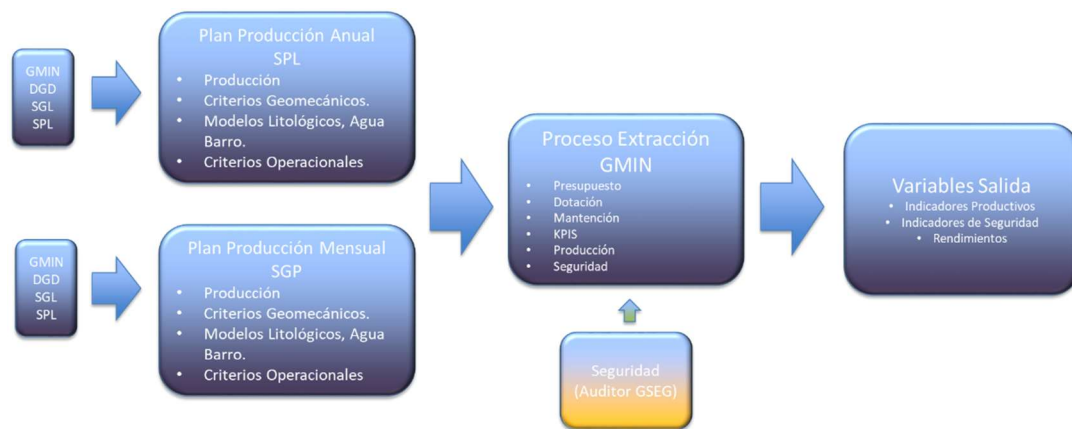 GMIN
DGD
SGL
SPL
Plan Producción Anual
SPL
• Producción
• Criterios Geomecánicos.
• Modelos Litológicos, Agua
Barro.
• Criterios Operacionales
GMIN
DGD
SGL
SPL
Plan Producción Mensual
SGP
• Producción
• Criterios Geomecánicos.
• Modelos Litológicos, Agua
Barro.
• Criterios Operacionales
Proceso Extracción
GMIN
• Presupuesto
• Dotación
• Mantención
• KPIS
• Producción
• Seguridad
Seguridad
(Auditor GSEG)
Variables Salida
• Indicadores Productivos
• Indicadores de Seguridad
• Rendimientos